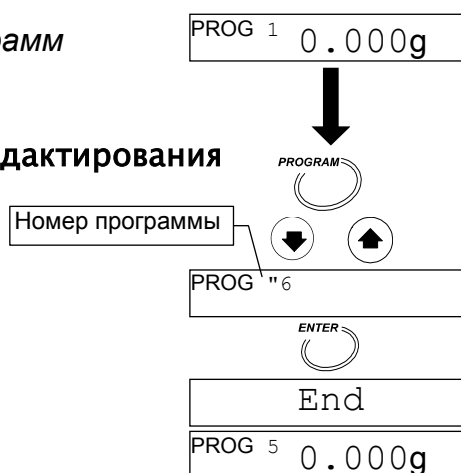 рамм
PROG 1 0.000g
дактирования
PROGRAM
Номер программы
PROG "6
ENTER
End
PROG 5 0.000g